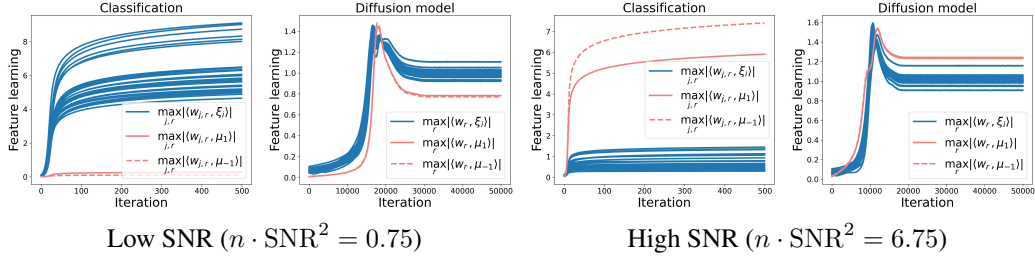 Classification
Feature learning
8
6
4
2
0
max_{j,r}|⟨w_{j,r}, ξ_i⟩|
max_{j,r}|⟨w_{j,r}, μ_1⟩|
max_{j,r}|⟨w_{j,r}, μ_{−1}⟩|
0 100 200 300 400 500
Iteration
Diffusion model
Feature learning
1.4
1.2
1.0
0.8
0.6
0.4
0.2
0.0
max_r|⟨w_r, ξ_i⟩|
max_r|⟨w_r, μ_1⟩|
max_r|⟨w_r, μ_{−1}⟩|
0 10000 20000 30000 40000 50000
Iteration
Low SNR (n · SNR² = 0.75)
Classification
Feature learning
7
6
5
4
3
2
1
0
max_{j,r}|⟨w_{j,r}, ξ_i⟩|
max_{j,r}|⟨w_{j,r}, μ_1⟩|
max_{j,r}|⟨w_{j,r}, μ_{−1}⟩|
0 100 200 300 400 500
Iteration
Diffusion model
Feature learning
1.6
1.4
1.2
1.0
0.8
0.6
0.4
0.2
0.0
max_r|⟨w_r, ξ_i⟩|
max_r|⟨w_r, μ_1⟩|
max_r|⟨w_r, μ_{−1}⟩|
0 10000 20000 30000 40000 50000
Iteration
High SNR (n · SNR² = 6.75)